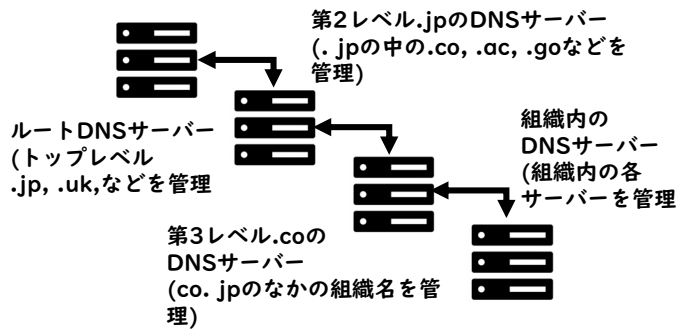 第2レベル.jpのDNSサーバー
(. jpの中の.co, .ac, .goなどを
管理)
ルートDNSサーバー
(トップレベル
.jp, .uk,などを管理
組織内の
DNSサーバー
(組織内の各
サーバーを管理
第3レベル.coの
DNSサーバー
(co. jpのなかの組織名を管
理)